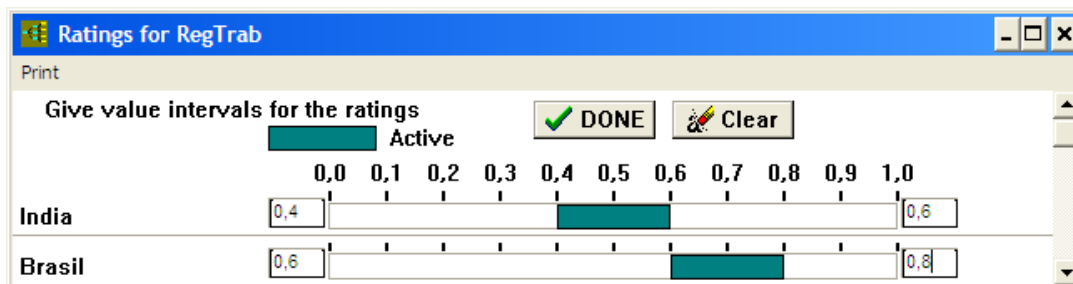 Ratings for RegTrab
Print
Give value intervals for the ratings
DONE
Clear
Active
0,0 0,1 0,2 0,3 0,4 0,5 0,6 0,7 0,8 0,9 1,0
India 0,4 0,6
Brasil 0,6 0,8